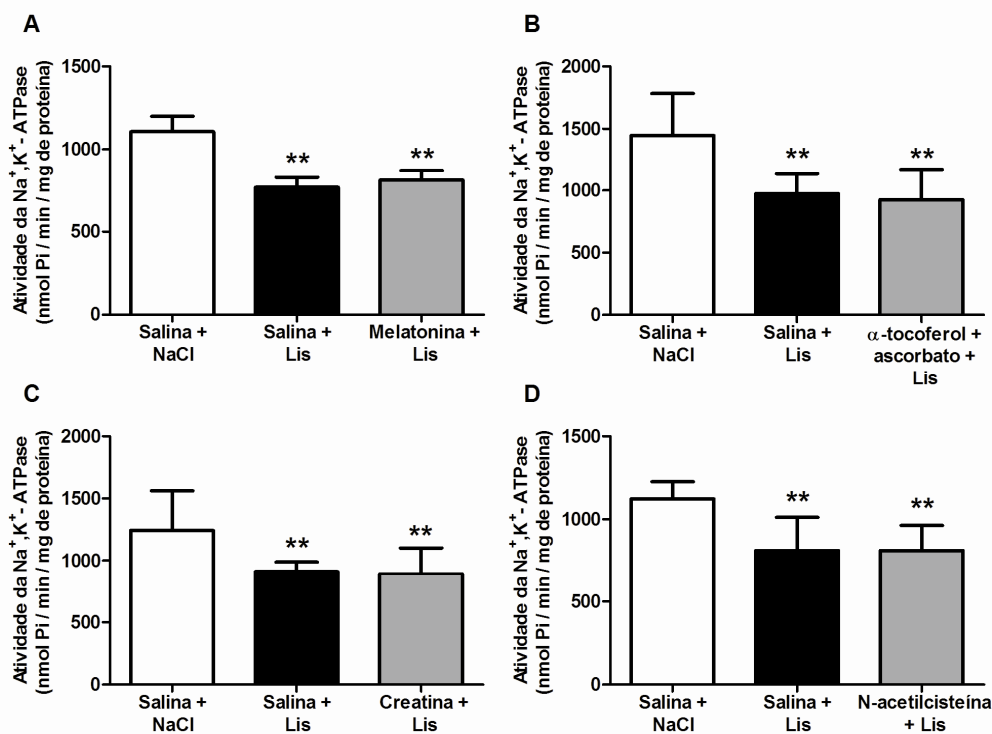 A
Atividade da Na⁺,K⁺- ATPase
(nmol Pi / min / mg de proteína)
1500
1000
500
0
**
**
Salina +
NaCl
Salina +
Lis
Melatonina +
Lis
B
Atividade da Na⁺,K⁺- ATPase
(nmol Pi / min / mg de proteína)
2000
1500
1000
500
0
**
**
Salina +
NaCl
Salina +
Lis
α-tocoferol +
ascorbato +
Lis
C
Atividade da Na⁺,K⁺- ATPase
(nmol Pi / min / mg de proteína)
2000
1500
1000
500
0
**
**
Salina +
NaCl
Salina +
Lis
Creatina +
Lis
D
Atividade da Na⁺,K⁺- ATPase
(nmol Pi / min / mg de proteína)
1500
1000
500
0
**
**
Salina +
NaCl
Salina +
Lis
N-acetilcisteína
+ Lis